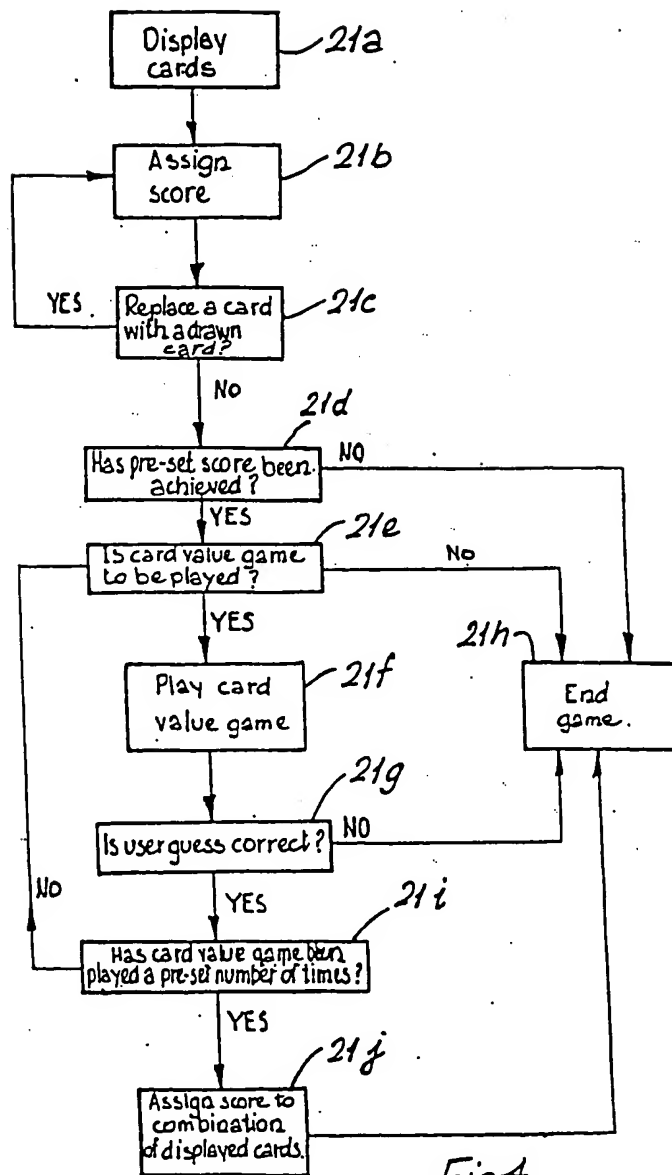 Display
cards
21a
Assign
score
21b
YES.
Replace a card
with a drawn
card?
21c
NO
21d
Has pre-set score been
achieved?
NO
YES
21e
Is card value game
to be played?
No
YES
21h
Play card
value game
21f
End
game.
21g
Is user guess correct?
NO
NO
YES
21i
Has card value game been
played a pre-set number of times?
YES
21j
Assign score to
combination
of displayed cards.